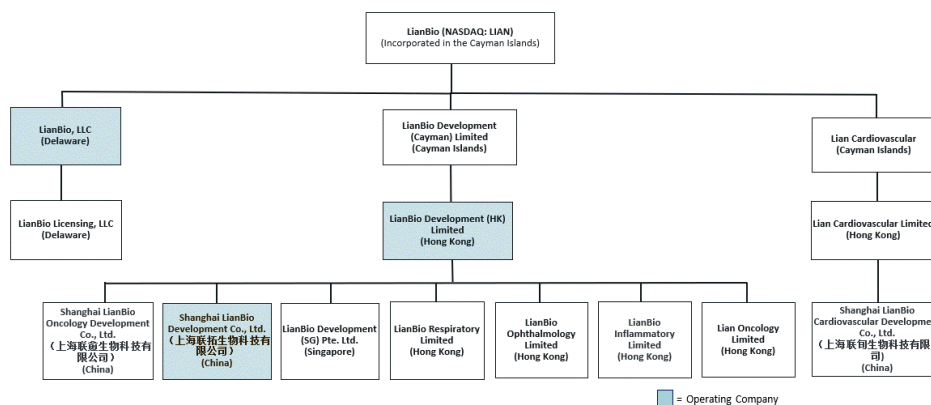 LianBio (NASDAQ: LIAN)
(Incorporated in the Cayman Islands)
LianBio, LLC
(Delaware)
LianBio Development
(Cayman) Limited
(Cayman Islands)
Lian Cardiovascular
(Cayman Islands)
LianBio Licensing, LLC
(Delaware)
LianBio Development (HK)
Limited
(Hong Kong)
Lian Cardiovascular Limited
(Hong Kong)
Shanghai LianBio
Oncology Development
Co., Ltd.
(上海联 生物科技有
限公司)
(China)
Shanghai LianBio
Development Co., Ltd.
(上海联拓生物科技有
限公司)
(China)
LianBio Development
(SG) Pte. Ltd.
(Singapore)
LianBio Respiratory
Limited
(Hong Kong)
LianBio
Ophthalmology
Limited
(Hong Kong)
LianBio
Inflammatory
Limited
(Hong Kong)
Lian Oncology
Limited
(Hong Kong)
Shanghai LianBio
Cardiovascular Development
Co., Ltd.
(上海联旬生物科技有限公
司)
(China)
= Operating Company